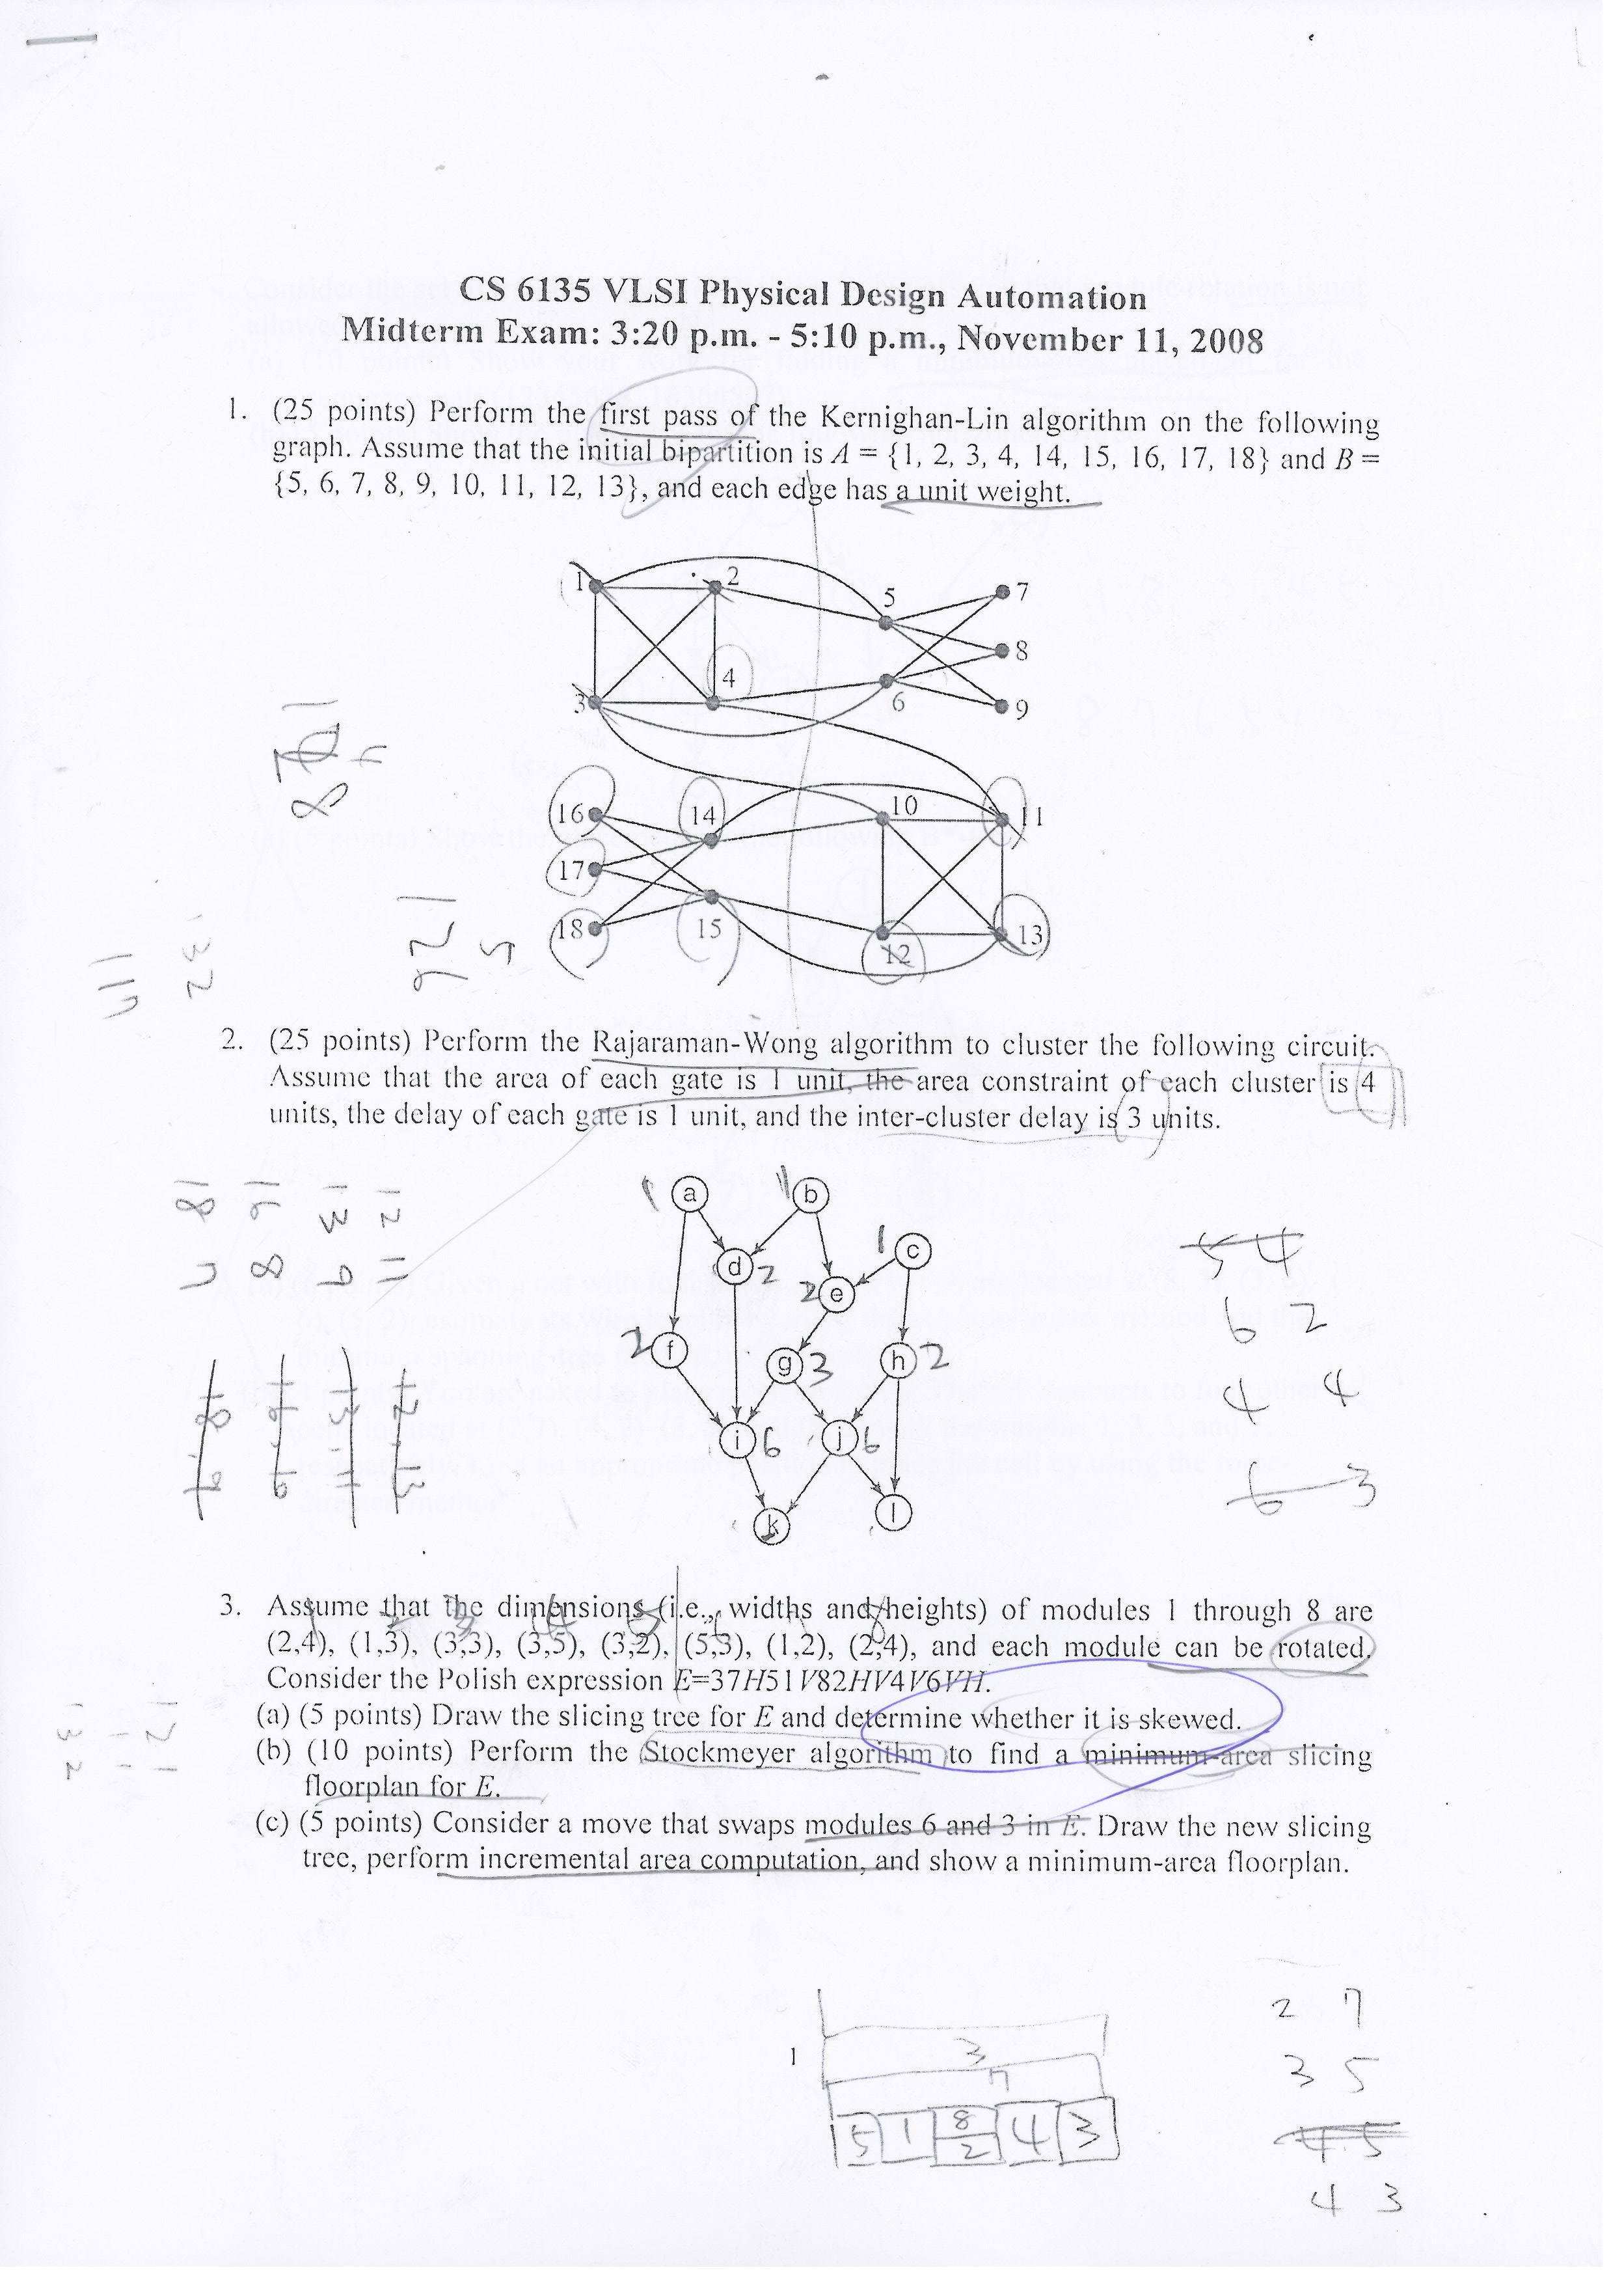 CS 6135 VLSI Physical Design Automation
Midterm Exam: 3:20 p.m. - 5:10 p.m., November 11, 2008
1. (25 points) Perform the first pass of the Kernighan-Lin algorithm on the following
graph. Assume that the initial bipartition is A = {1, 2, 3, 4, 14, 15, 16, 17, 18} and B =
{5, 6, 7, 8, 9, 10, 11, 12, 13}, and each edge has a unit weight.
1 2 5 7
8
3 4 6 9
16 14 10 11
17
18 15 12 13
2. (25 points) Perform the Rajaraman-Wong algorithm to cluster the following circuit.
Assume that the area of each gate is 1 unit, the area constraint of each cluster is 4
units, the delay of each gate is 1 unit, and the inter-cluster delay is 3 units.
1 a 1 b
1 c
d 2 2 e
2 f g 3 h 2
i 6 j 6
k l
5 4
6 2
4 4
6 3
3. Assume that the dimensions (i.e., widths and heights) of modules 1 through 8 are
(2,4), (1,3), (3,3), (3,5), (3,2), (5,3), (1,2), (2,4), and each module can be rotated.
Consider the Polish expression E=37H51V82HV4V6VH.
(a) (5 points) Draw the slicing tree for E and determine whether it is skewed.
(b) (10 points) Perform the Stockmeyer algorithm to find a minimum-area slicing
floorplan for E.
(c) (5 points) Consider a move that swaps modules 6 and 3 in E. Draw the new slicing
tree, perform incremental area computation, and show a minimum-area floorplan.
1
3
7
5 1 8 2 4 3
2 7
3 5
4 5
4 3